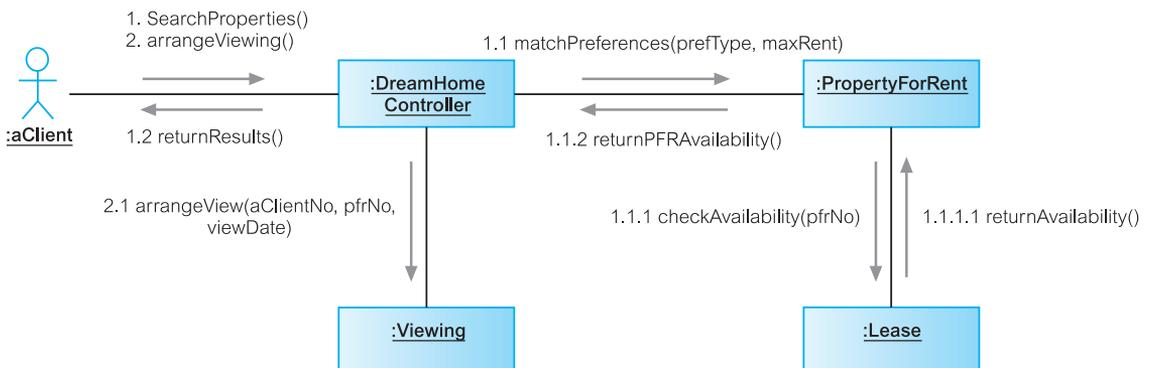 1. SearchProperties()
2. arrangeViewing()
1.1 matchPreferences(prefType, maxRent)
:DreamHome
Controller
:PropertyForRent
:aClient
1.2 returnResults()
1.1.2 returnPFRAvailability()
2.1 arrangeView(aClientNo, pfrNo,
viewDate)
1.1.1 checkAvailability(pfrNo)
1.1.1.1 returnAvailability()
:Viewing
:Lease